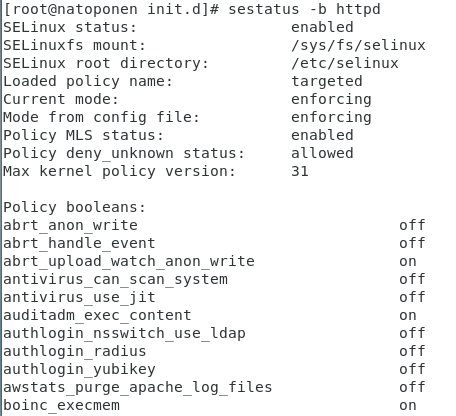 [root@natoponen init.d]# sestatus -b httpd
SELinux status:                 enabled
SELinuxfs mount:                /sys/fs/selinux
SELinux root directory:         /etc/selinux
Loaded policy name:             targeted
Current mode:                   enforcing
Mode from config file:          enforcing
Policy MLS status:              enabled
Policy deny_unknown status:     allowed
Max kernel policy version:      31

Policy booleans:
abrt_anon_write                             off
abrt_handle_event                           off
abrt_upload_watch_anon_write                on
antivirus_can_scan_system                   off
antivirus_use_jit                           off
auditadm_exec_content                       on
authlogin_nsswitch_use_ldap                 off
authlogin_radius                            off
authlogin_yubikey                           off
awstats_purge_apache_log_files              off
boinc_execmem                               on